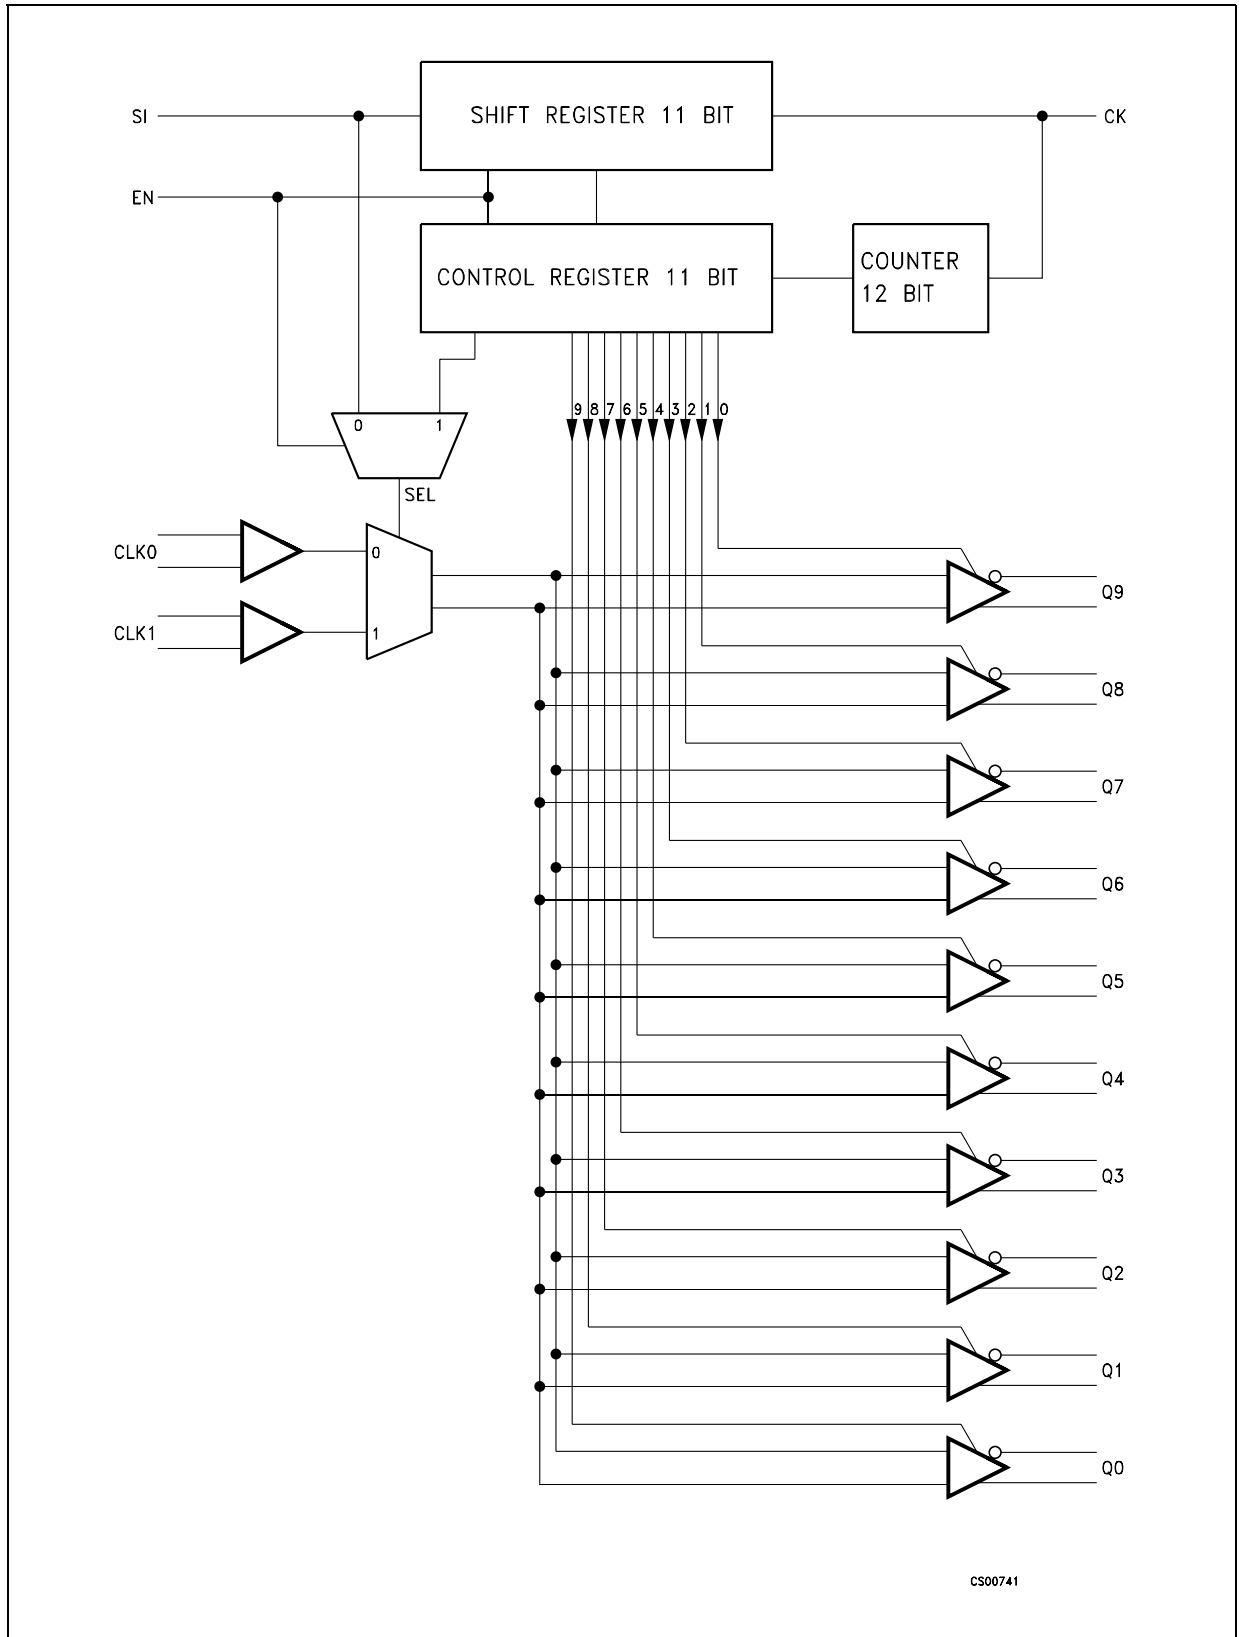 SHIFT REGISTER 11 BIT
SI
CK
EN
CONTROL REGISTER 11 BIT
COUNTER
12 BIT
9 8 7 6 5 4 3 2 1 0
0 1
SEL
CLK0
0
CLK1
1
Q9
Q8
Q7
Q6
Q5
Q4
Q3
Q2
Q1
Q0
CS00741